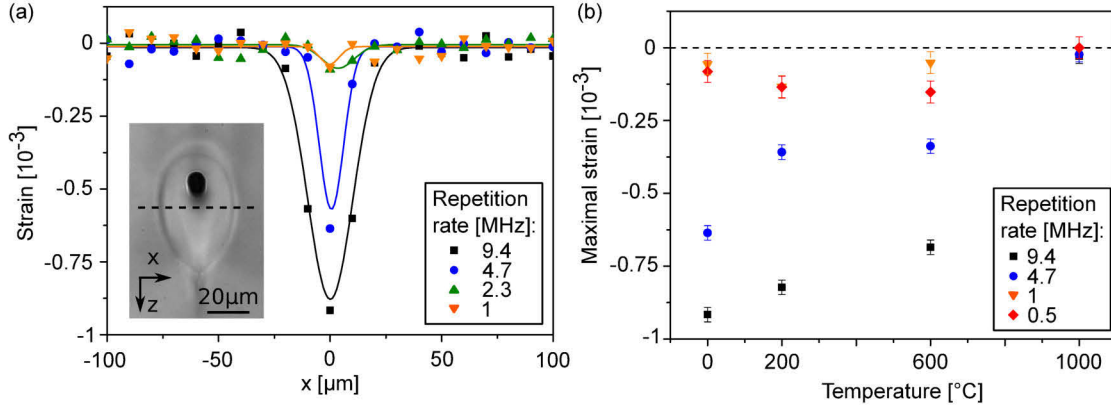 (a)
0
-0.25
-0.5
-0.75
-1
Strain [10⁻³]
-100
-50
0
50
100
x [µm]
x
z
20µm
Repetition
rate [MHz]:
9.4
4.7
2.3
1
(b)
0
-0.25
-0.5
-0.75
-1
Maximal strain [10⁻³]
0
200
600
1000
Temperature [°C]
Repetition
rate [MHz]:
9.4
4.7
1
0.5